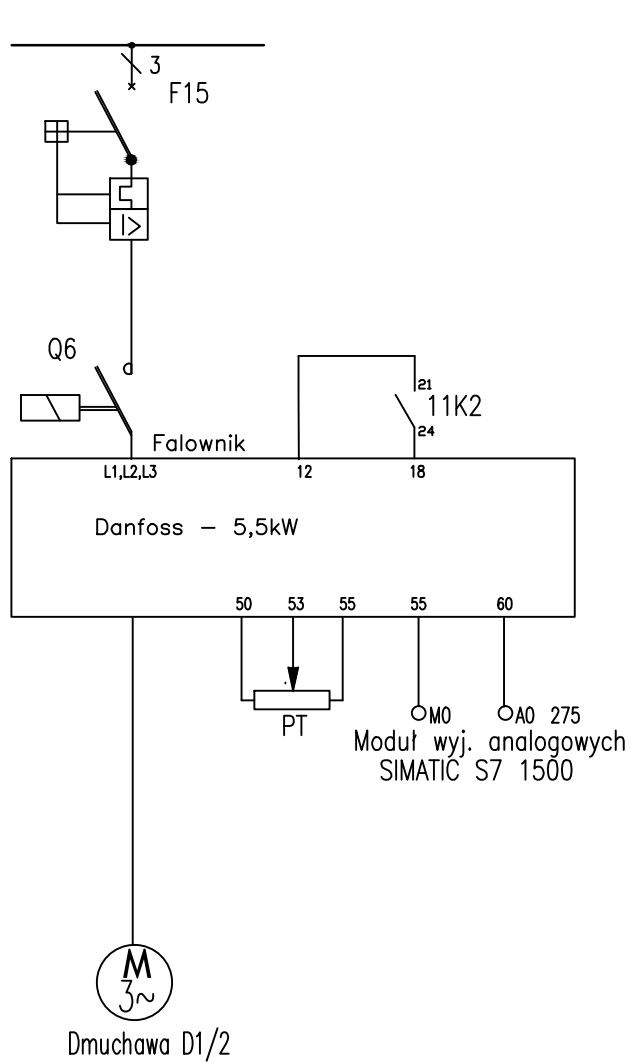 3
F15
Q6
21
11K2
24
Falownik
L1,L2,L3 12 18
Danfoss – 5,5kW
50 53 55 55 60
PT
M0 A0 275
Moduł wyj. analogowych
SIMATIC S7 1500
M
3~
Dmuchawa D1/2